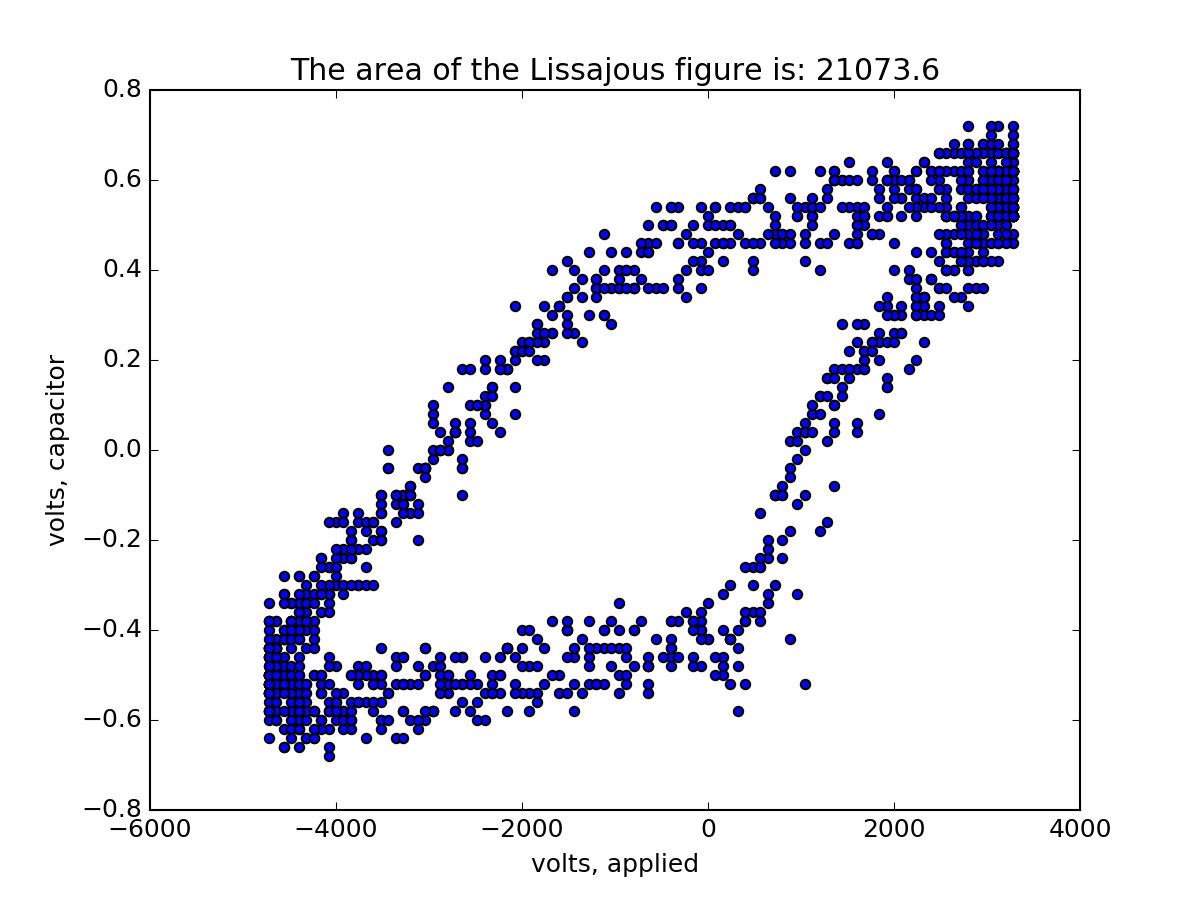 The area of the Lissajous figure is: 21073.6
0.8
0.6
0.4
0.2
0.0
−0.2
−0.4
−0.6
−0.8
volts, capacitor
−6000 −4000 −2000 0 2000 4000
volts, applied